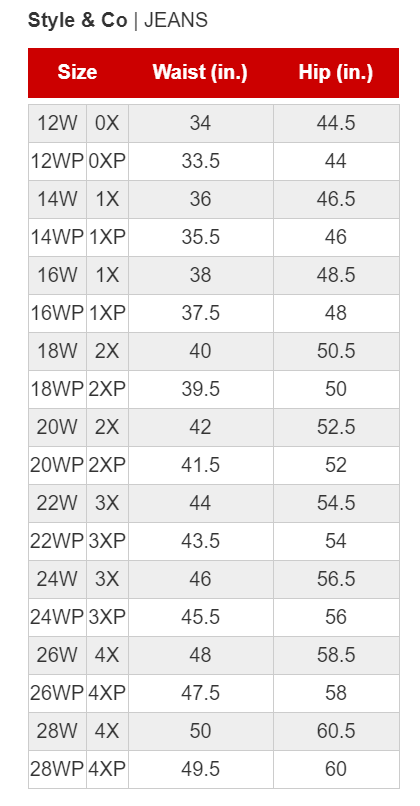 Style & Co | JEANS
Size Waist (in.) Hip (in.)
12W 0X 34 44.5
12WP 0XP 33.5 44
14W 1X 36 46.5
14WP 1XP 35.5 46
16W 1X 38 48.5
16WP 1XP 37.5 48
18W 2X 40 50.5
18WP 2XP 39.5 50
20W 2X 42 52.5
20WP 2XP 41.5 52
22W 3X 44 54.5
22WP 3XP 43.5 54
24W 3X 46 56.5
24WP 3XP 45.5 56
26W 4X 48 58.5
26WP 4XP 47.5 58
28W 4X 50 60.5
28WP 4XP 49.5 60